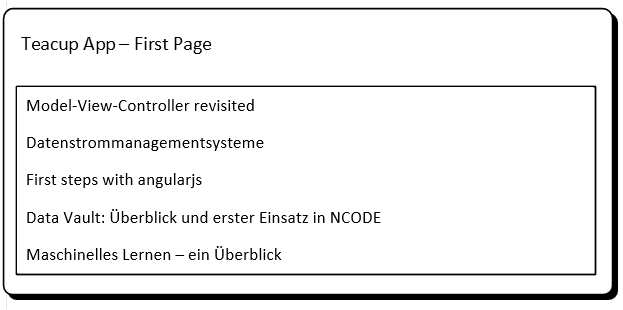 Teacup App – First Page
Model-View-Controller revisited
Datenstrommanagementsysteme
First steps with angularjs
Data Vault: Überblick und erster Einsatz in NCODE
Maschinelles Lernen – ein Überblick